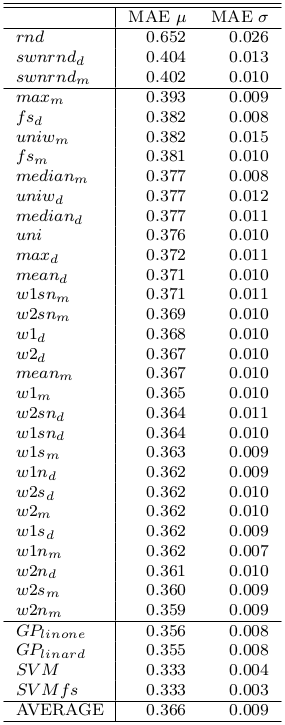 MAE μ MAE σ
rnd 0.652 0.026
swnrnd_d 0.404 0.013
swnrnd_m 0.402 0.010
max_m 0.393 0.009
fs_d 0.382 0.008
uniw_m 0.382 0.015
fs_m 0.381 0.010
median_m 0.377 0.008
uniw_d 0.377 0.012
median_d 0.377 0.011
uni 0.376 0.010
max_d 0.372 0.011
mean_d 0.371 0.010
w1sn_m 0.371 0.011
w2sn_m 0.369 0.010
w1_d 0.368 0.010
w2_d 0.367 0.010
mean_m 0.367 0.010
w1_m 0.365 0.010
w2sn_d 0.364 0.011
w1sn_d 0.364 0.010
w1s_m 0.363 0.009
w1n_d 0.362 0.009
w2s_d 0.362 0.010
w2_m 0.362 0.010
w1s_d 0.362 0.009
w1n_m 0.362 0.007
w2n_d 0.361 0.010
w2s_m 0.360 0.009
w2n_m 0.359 0.009
GP_linone 0.356 0.008
GP_linard 0.355 0.008
SVM 0.333 0.004
SVMfs 0.333 0.003
AVERAGE 0.366 0.009